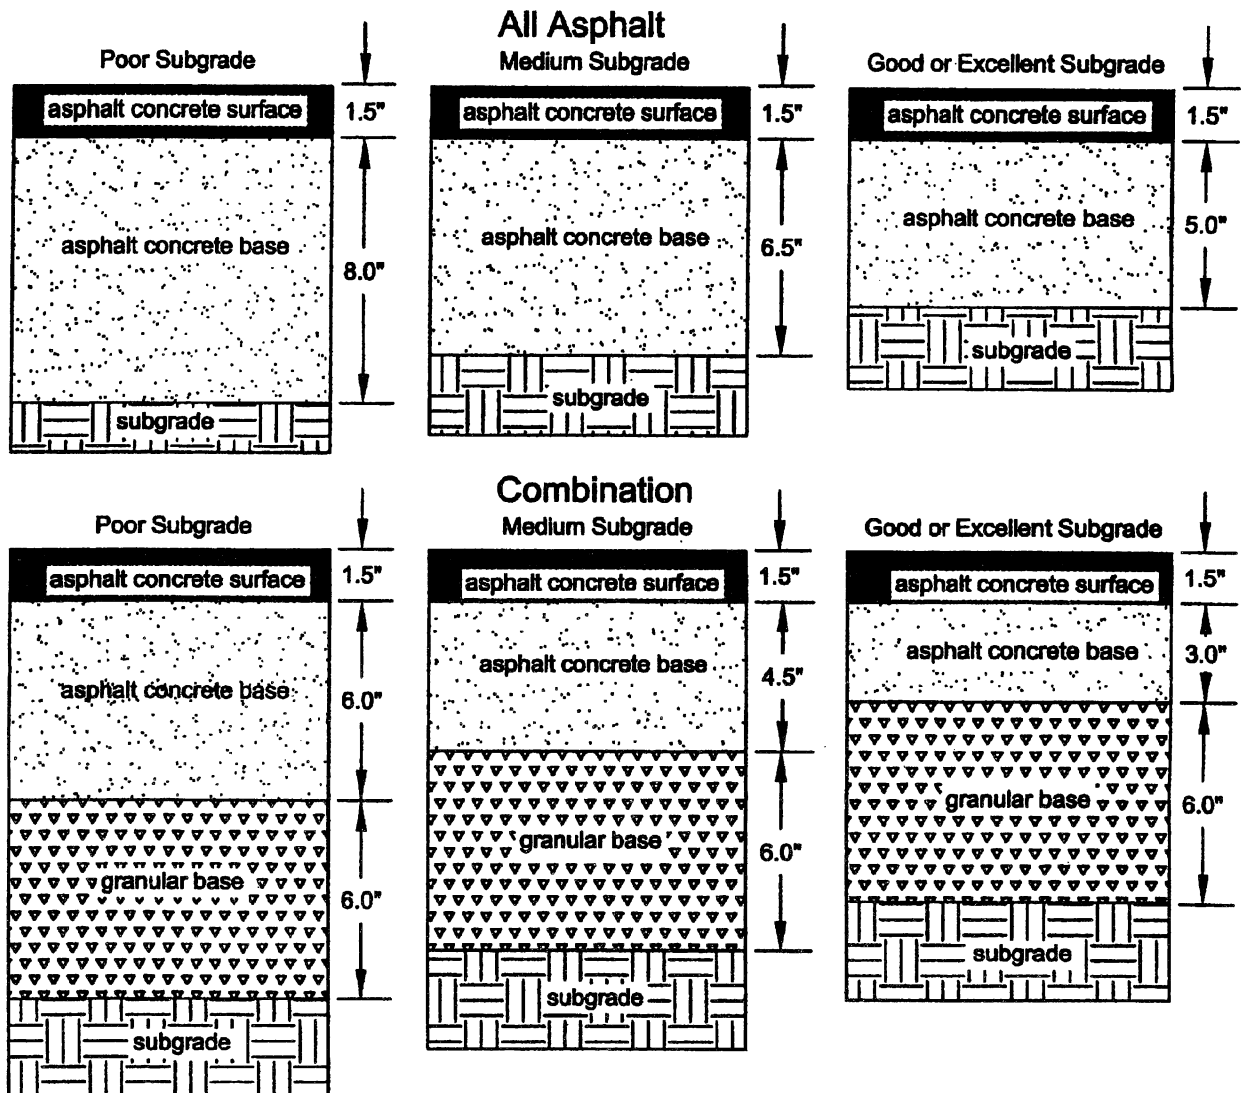 All Asphalt
Poor Subgrade
Medium Subgrade
Good or Excellent Subgrade
asphalt concrete surface
1.5"
asphalt concrete surface
1.5"
asphalt concrete surface
1.5"
asphalt concrete base
8.0"
asphalt concrete base
6.5"
asphalt concrete base
5.0"
subgrade
subgrade
subgrade
Combination
Poor Subgrade
Medium Subgrade
Good or Excellent Subgrade
asphalt concrete surface
1.5"
asphalt concrete surface
1.5"
asphalt concrete surface
1.5"
asphalt concrete base
6.0"
asphalt concrete base
4.5"
asphalt concrete base
3.0"
granular base
6.0"
granular base
6.0"
granular base
6.0"
subgrade
subgrade
subgrade